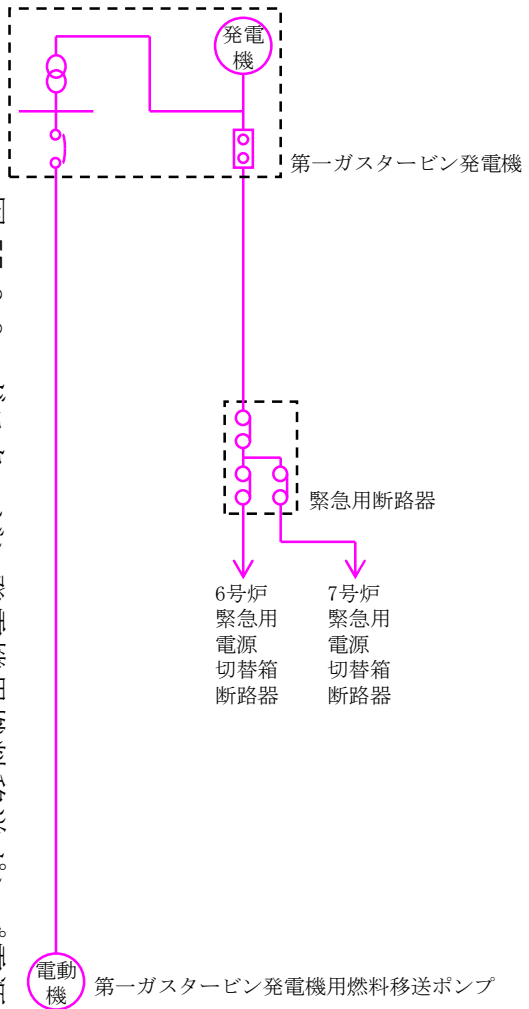 発電
機
第一ガスタービン発電機
緊急用断路器
6号炉
緊急用
電源
切替箱
断路器
7号炉
緊急用
電源
切替箱
断路器
電動
機
第一ガスタービン発電機用燃料移送ポンプ